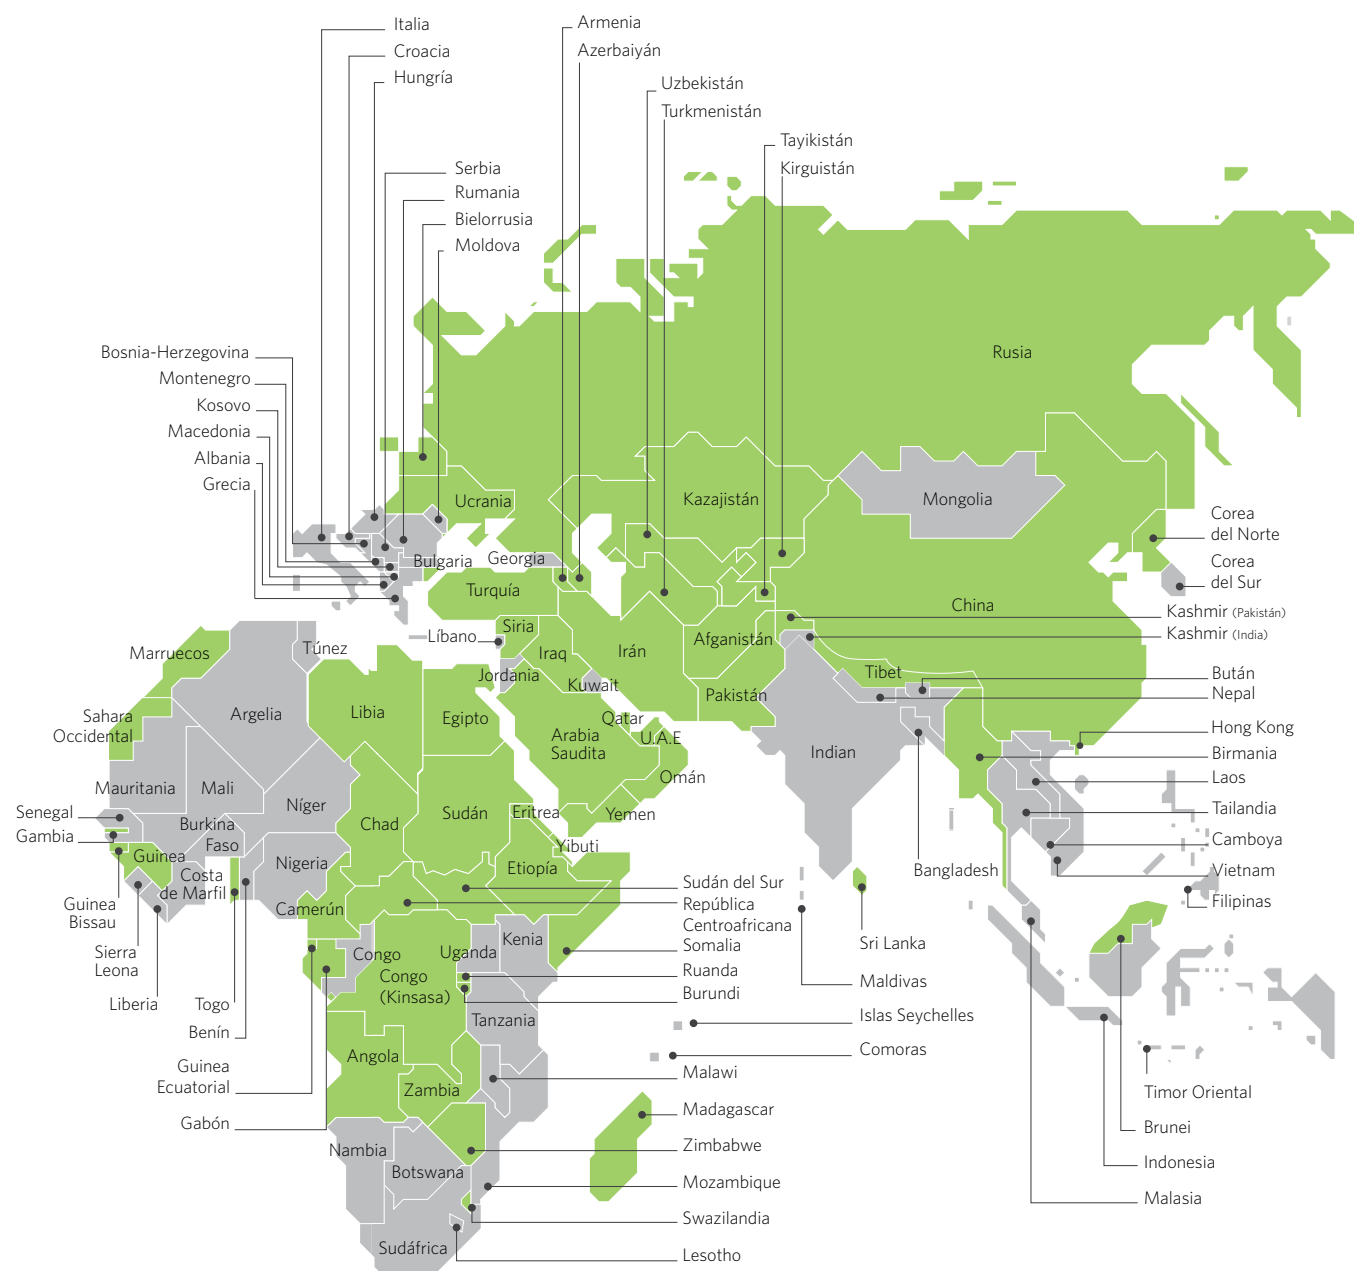 Italia
Croacia
Hungría
Armenia
Azerbaiyán
Uzbekistán
Turkmenistán
Tayikistán
Kirguistán
Serbia
Rumania
Bielorrusia
Moldova
Bosnia-Herzegovina
Montenegro
Kosovo
Macedonia
Albania
Grecia
Rusia
Ucrania
Kazajistán
Mongolia
Corea
del Norte
Corea
del Sur
Bulgaria
Georgia
Turquía
China
Kashmir (Pakistán)
Kashmir (India)
Siria
Líbano
Iraq
Irán
Afganistán
Jordania
Kuwait
Pakistán
Tibet
Bután
Nepal
Hong Kong
Birmania
Laos
Tailandia
Camboya
Vietnam
Filipinas
Marruecos
Túnez
Sahara
Occidental
Argelia
Libia
Egipto
Arabia
Saudita
Qatar
U.A.E
Omán
Yemen
Indian
Mauritania
Mali
Níger
Chad
Sudán
Eritrea
Yibuti
Etiopía
Senegal
Gambia
Burkina
Faso
Guinea
Costa
de Marfil
Nigeria
Camerún
Guinea
Bissau
Sierra
Leona
Liberia
Togo
Benín
Guinea
Ecuatorial
Gabón
Sudán del Sur
República
Centroafricana
Somalia
Ruanda
Burundi
Bangladesh
Sri Lanka
Maldivas
Islas Seychelles
Comoras
Congo
Congo
(Kinsasa)
Uganda
Kenia
Tanzania
Angola
Zambia
Malawi
Madagascar
Zimbabwe
Mozambique
Swazilandia
Lesotho
Nambia
Botswana
Sudáfrica
Timor Oriental
Brunei
Indonesia
Malasia